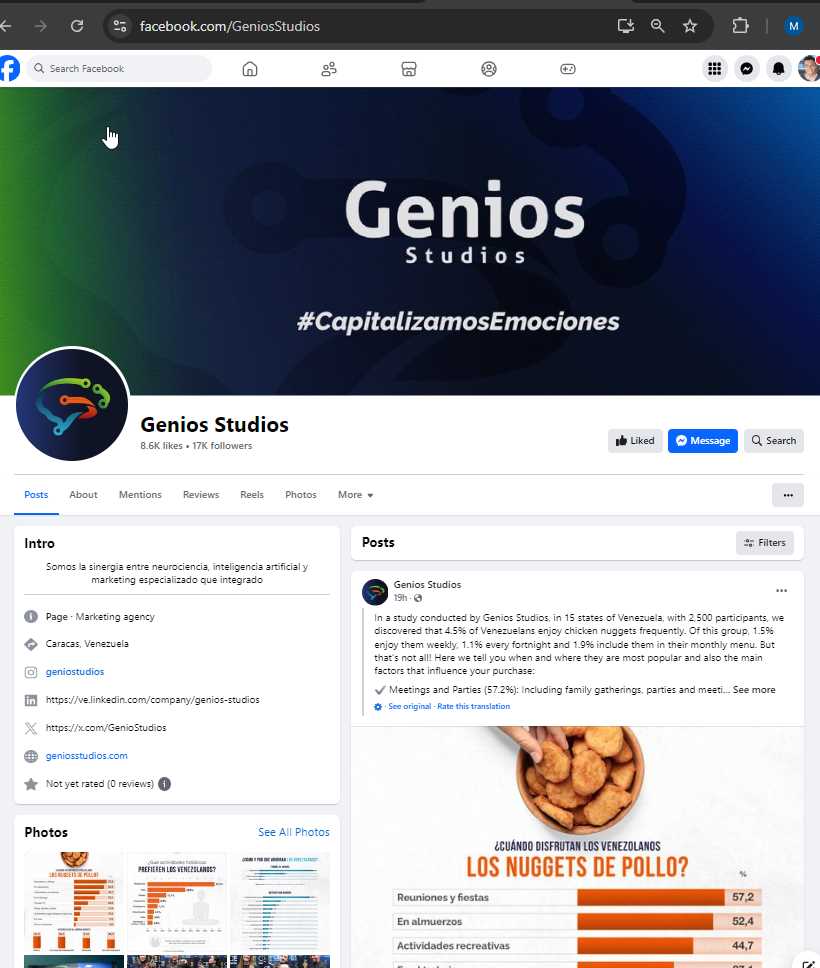 facebook.com/GeniosStudios
M
Search Facebook
Genios
Studios
#CapitalizamosEmociones
Genios Studios
8.6K likes • 17K followers
Liked
Message
Search
Posts
About
Mentions
Reviews
Reels
Photos
More
Intro
Somos la sinergia entre neurociencia, inteligencia artificial y
marketing especializado que integrado
Page · Marketing agency
Caracas, Venezuela
geniostudios
https://ve.linkedin.com/company/genios-studios
https://x.com/GenioStudios
geniosstudios.com
Not yet rated (0 reviews)
Photos
See All Photos
LOS NUGGETS DE POLLO?
PREFIEREN LOS VENEZOLANOS
Posts
Filters
Genios Studios
19h ·
In a study conducted by Genios Studios, in 15 states of Venezuela, with 2,500 participants, we
discovered that 4.5% of Venezuelans enjoy chicken nuggets frequently. Of this group, 1.5%
enjoy them weekly, 1.1% every fortnight and 1.9% include them in their monthly menu. But
that's not all! Here we tell you when and where they are most popular and also the main
factors that influence your purchase:
✓ Meetings and Parties (57.2%): Including family gatherings, parties and meeti... See more
· See original · Rate this translation
¿CUÁNDO DISFRUTAN LOS VENEZOLANOS
LOS NUGGETS DE POLLO?
%
Reuniones y fiestas 57,2
En almuerzos 52,4
Actividades recreativas 44,7